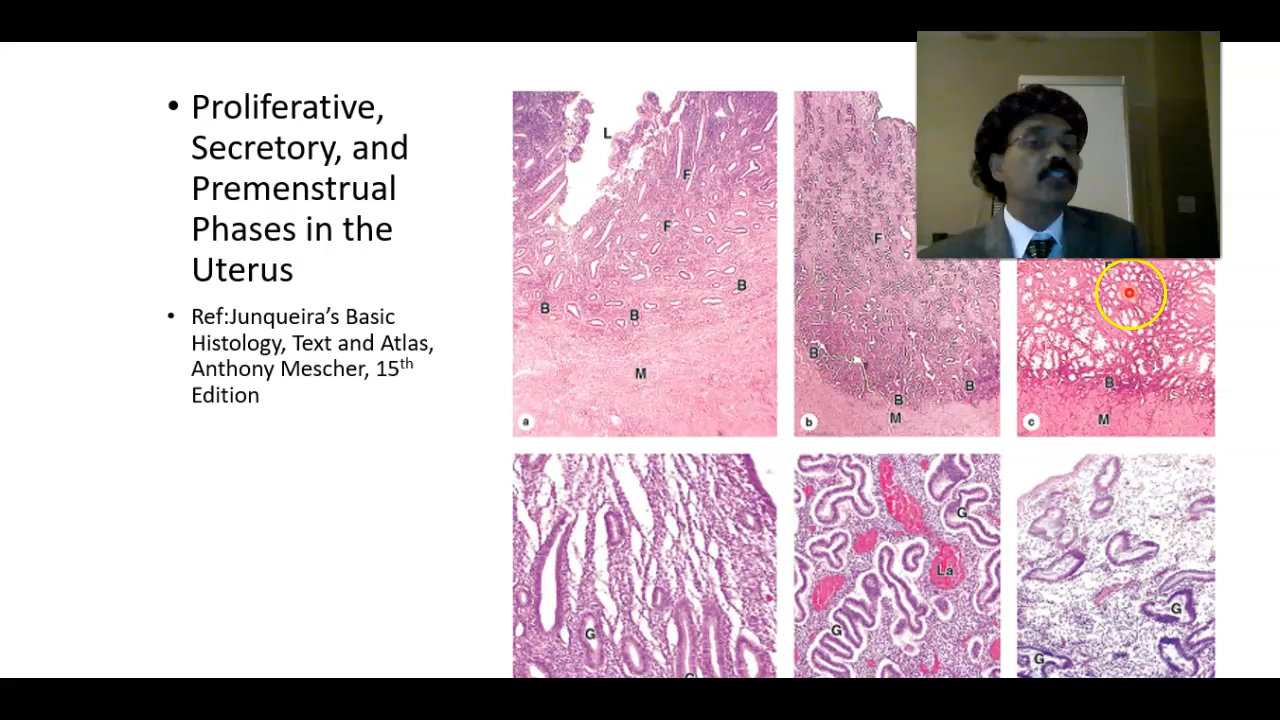 • Proliferative,
Secretory, and
Premenstrual
Phases in the
Uterus
• Ref:Junqueira’s Basic
Histology, Text and Atlas,
Anthony Mescher, 15th
Edition
L
F
F
B
B
B
M
a
F
B
B
B
M
b
B
M
c
G
G
La
G
G
G